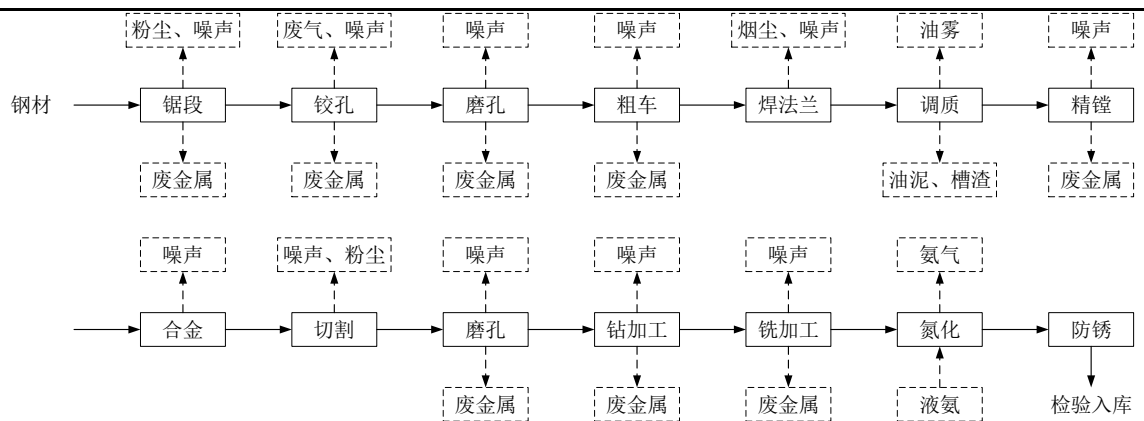 粉尘、噪声 废气、噪声 噪声 噪声 烟尘、噪声 油雾 噪声
钢材 锯段 铰孔 磨孔 粗车 焊法兰 调质 精镗
废金属 废金属 废金属 废金属 油泥、槽渣 废金属
噪声 噪声、粉尘 噪声 噪声 噪声 氨气
合金 切割 磨孔 钻加工 铣加工 氮化 防锈
废金属 废金属 废金属 液氨 检验入库